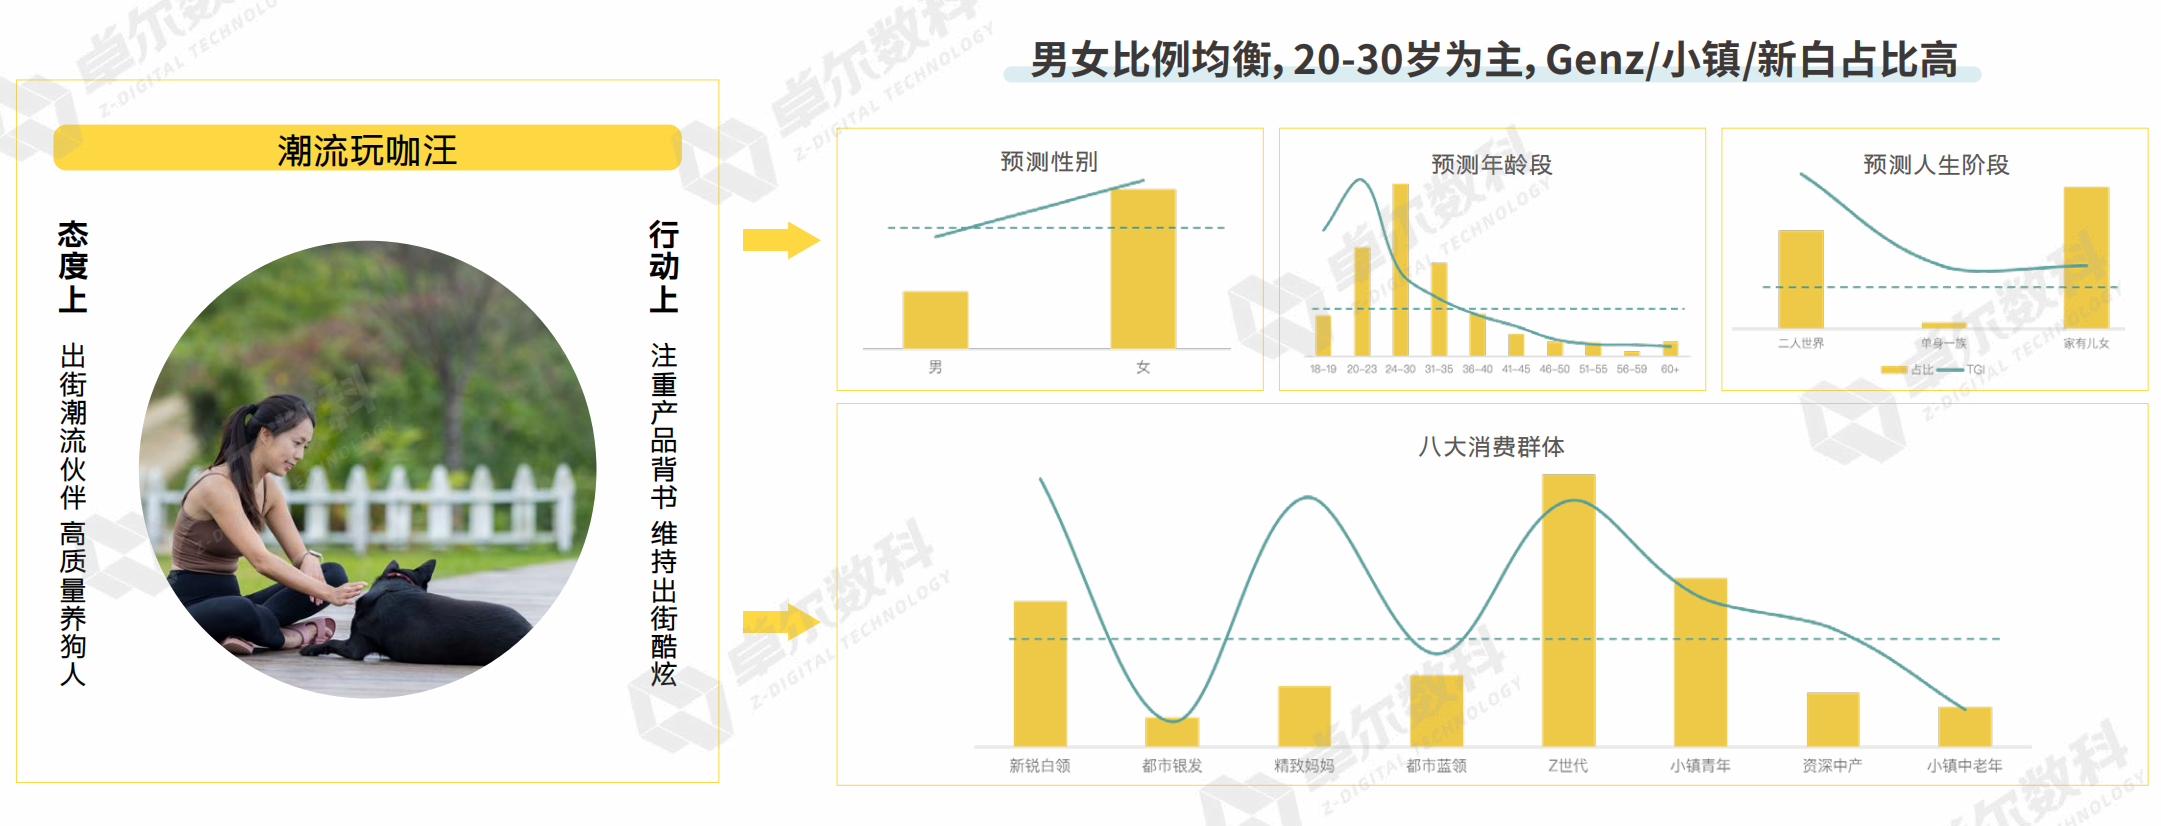 男女比例均衡，20-30岁为主，Genz/小镇/新白占比高
潮流玩咖汪
态度上
出街潮流伙伴 高质量养狗人
行动上
注重产品背书 维持出街酷炫
预测性别
男 女
预测年龄段
18-19 20-23 24-30 31-35 36-40 41-45 46-50 51-55 56-59 60+
预测人生阶段
二人世界 单身一族 家有儿女
占比 TGI
八大消费群体
新锐白领 都市银发 精致妈妈 都市蓝领 Z世代 小镇青年 资深中产 小镇中老年
卓尔数科
Z-DIGITAL TECHNOLOGY